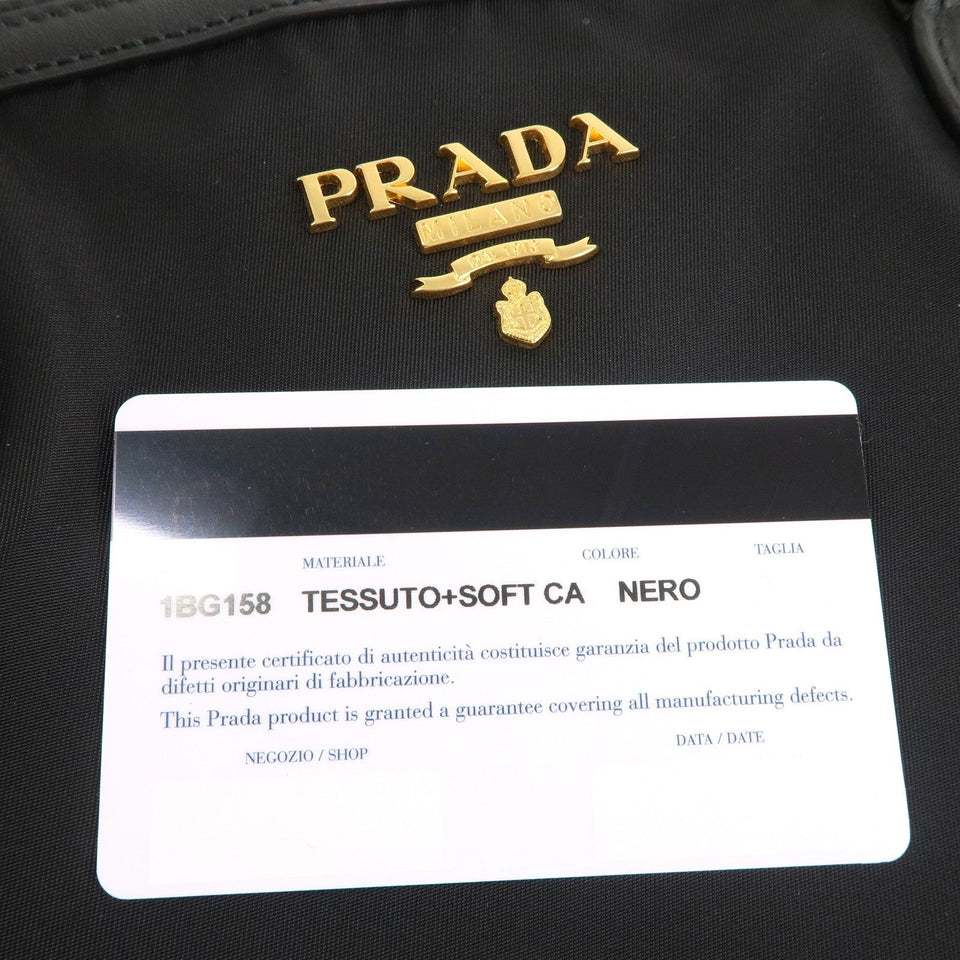 PRADA
MILANO
DAL 1913
MATERIALE COLORE TAGLIA
1BG158 TESSUTO+SOFT CA NERO
Il presente certificato di autenticità costituisce garanzia del prodotto Prada da
difetti originari di fabbricazione.
This Prada product is granted a guarantee covering all manufacturing defects.
NEGOZIO / SHOP DATA / DATE